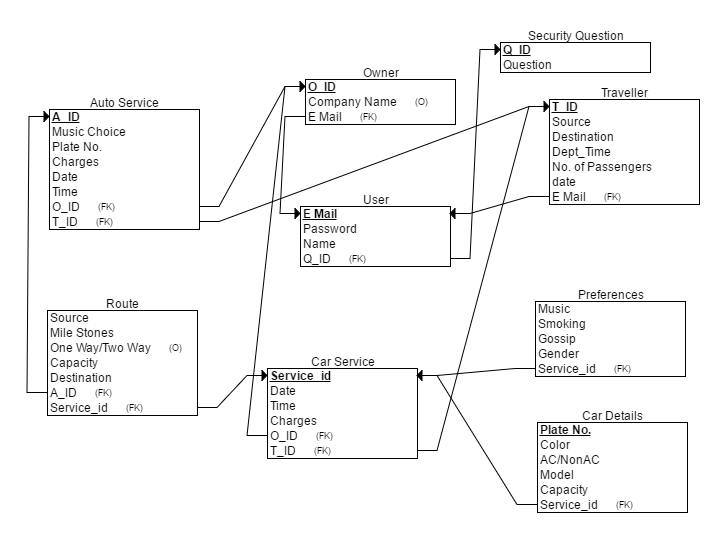 Security Question
Q_ID
Question
Owner
O_ID
Company Name (O)
E Mail (FK)
Traveller
T_ID
Source
Destination
Dept_Time
No. of Passengers
date
E Mail (FK)
Auto Service
A_ID
Music Choice
Plate No.
Charges
Date
Time
O_ID (FK)
T_ID (FK)
User
E Mail
Password
Name
Q_ID (FK)
Route
Source
Mile Stones
One Way/Two Way (O)
Capacity
Destination
A_ID (FK)
Service_id (FK)
Car Service
Service_id
Date
Time
Charges
O_ID (FK)
T_ID (FK)
Preferences
Music
Smoking
Gossip
Gender
Service_id (FK)
Car Details
Plate No.
Color
AC/NonAC
Model
Capacity
Service_id (FK)